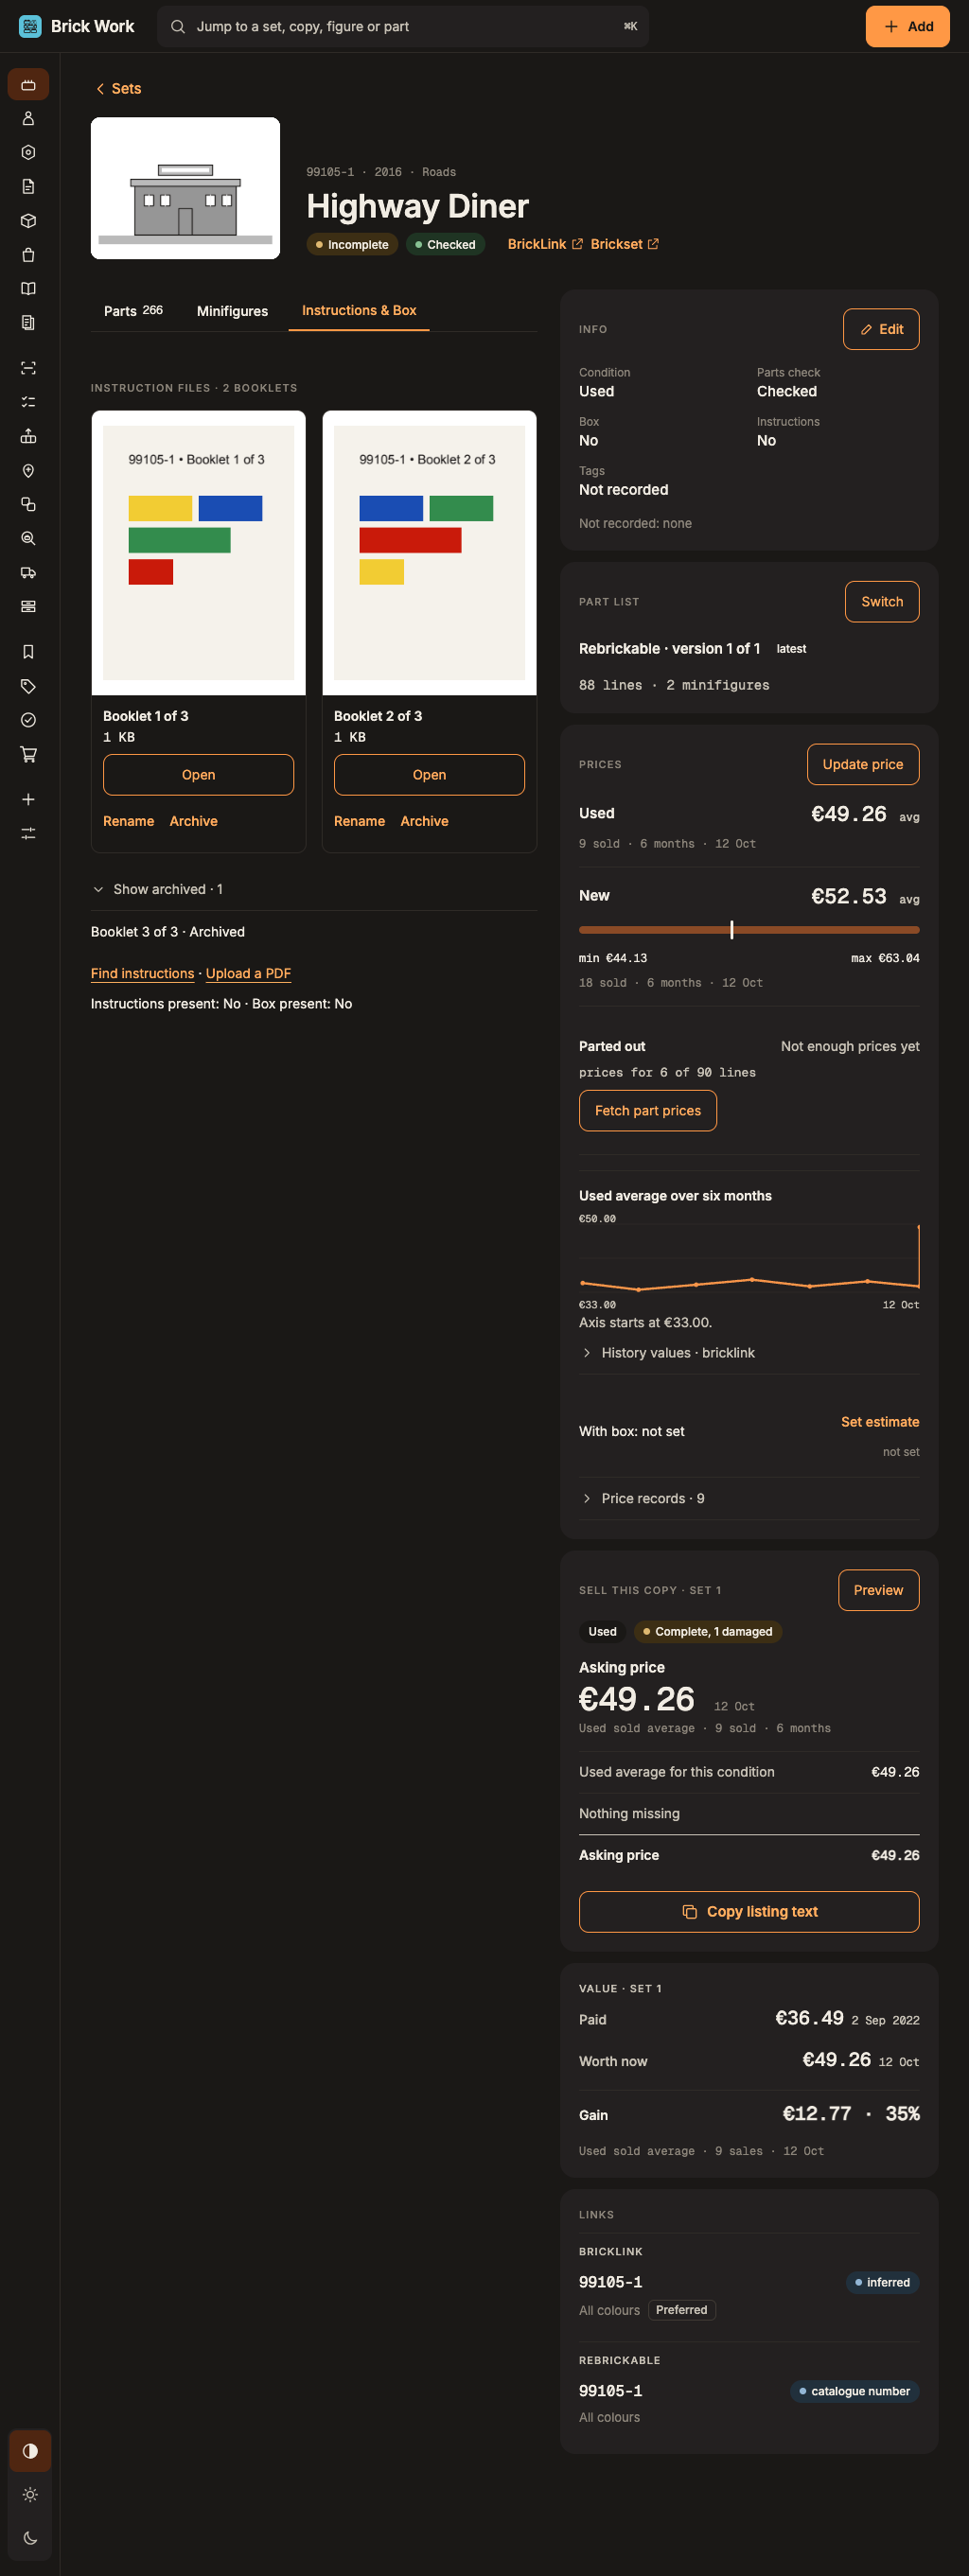 Brick Work
Jump to a set, copy, figure or part
⌘K
+ Add
Sets
99105-1 · 2016 · Roads
Highway Diner
Incomplete
Checked
BrickLink
Brickset
Parts 266
Minifigures
Instructions & Box
INSTRUCTION FILES · 2 BOOKLETS
99105-1 • Booklet 1 of 3
Booklet 1 of 3
1 KB
Open
Rename Archive
99105-1 • Booklet 2 of 3
Booklet 2 of 3
1 KB
Open
Rename Archive
Show archived · 1
Booklet 3 of 3 · Archived
Find instructions · Upload a PDF
Instructions present: No · Box present: No
INFO
Edit
Condition
Used
Parts check
Checked
Box
No
Instructions
No
Tags
Not recorded
Not recorded: none
PART LIST
Switch
Rebrickable · version 1 of 1 latest
88 lines · 2 minifigures
PRICES
Update price
Used
€49.26 avg
9 sold · 6 months · 12 Oct
New
€52.53 avg
min €44.13
max €63.04
18 sold · 6 months · 12 Oct
Parted out
Not enough prices yet
prices for 6 of 90 lines
Fetch part prices
Used average over six months
€50.00
€33.00
12 Oct
Axis starts at €33.00.
History values · bricklink
With box: not set
Set estimate
not set
Price records · 9
SELL THIS COPY · SET 1
Preview
Used
Complete, 1 damaged
Asking price
€49.26 12 Oct
Used sold average · 9 sold · 6 months
Used average for this condition €49.26
Nothing missing
Asking price €49.26
Copy listing text
VALUE · SET 1
Paid €36.49 2 Sep 2022
Worth now €49.26 12 Oct
Gain €12.77 · 35%
Used sold average · 9 sales · 12 Oct
LINKS
BRICKLINK
99105-1
inferred
All colours Preferred
REBRICKABLE
99105-1
catalogue number
All colours